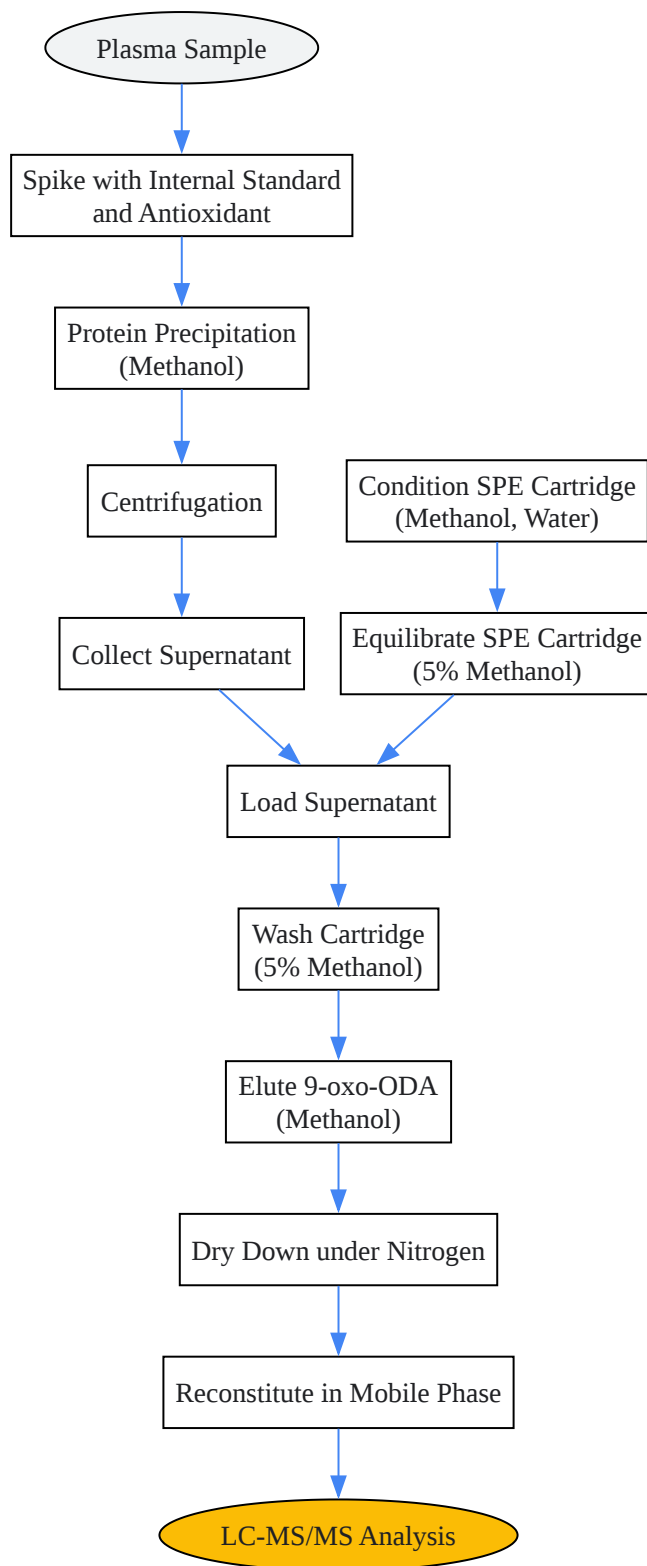 Plasma Sample
Spike with Internal Standard
and Antioxidant
Protein Precipitation
(Methanol)
Centrifugation
Condition SPE Cartridge
(Methanol, Water)
Collect Supernatant
Equilibrate SPE Cartridge
(5% Methanol)
Load Supernatant
Wash Cartridge
(5% Methanol)
Elute 9-oxo-ODA
(Methanol)
Dry Down under Nitrogen
Reconstitute in Mobile Phase
LC-MS/MS Analysis